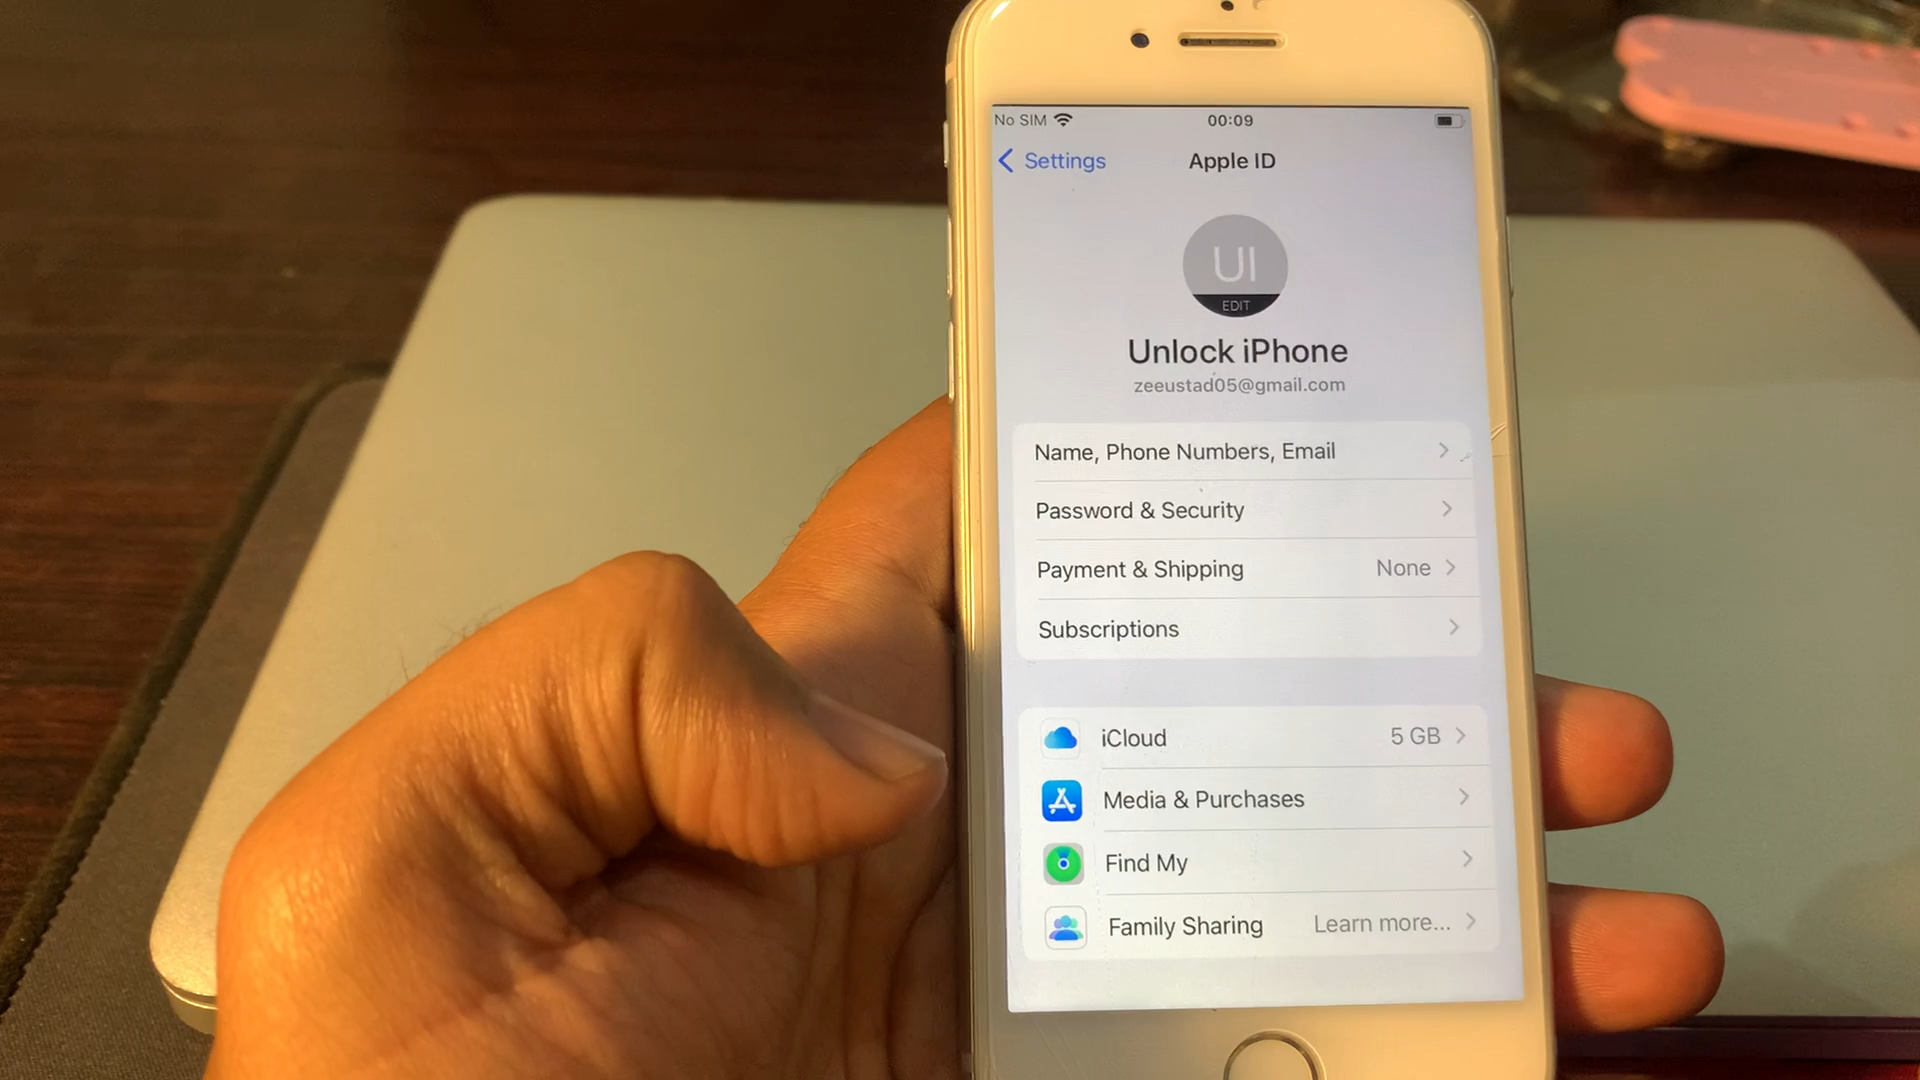 No SIM 00:09
Settings Apple ID
UI
EDIT
Unlock iPhone
zeeustad05@gmail.com
Name, Phone Numbers, Email
Password & Security
Payment & Shipping None
Subscriptions
iCloud 5 GB
Media & Purchases
Find My
Family Sharing Learn more...